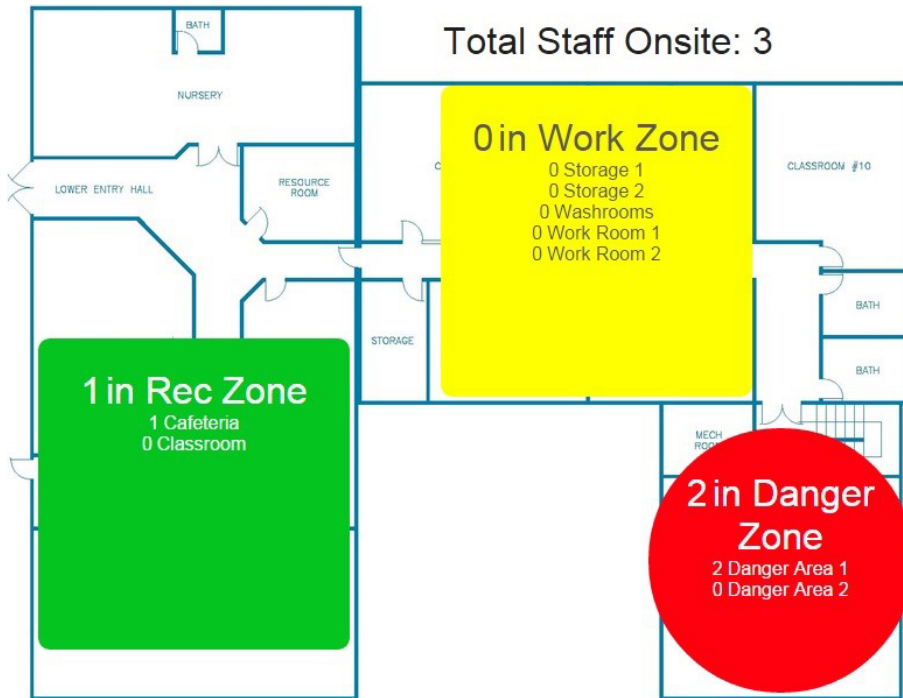 BATH
Total Staff Onsite: 3
NURSERY
0 in Work Zone
0 Storage 1
0 Storage 2
0 Washrooms
0 Work Room 1
0 Work Room 2
CLASSROOM #10
RESOURCE
ROOM
LOWER ENTRY HALL
BATH
STORAGE
BATH
1 in Rec Zone
1 Cafeteria
0 Classroom
MECH
ROOM
2 in Danger
Zone
2 Danger Area 1
0 Danger Area 2